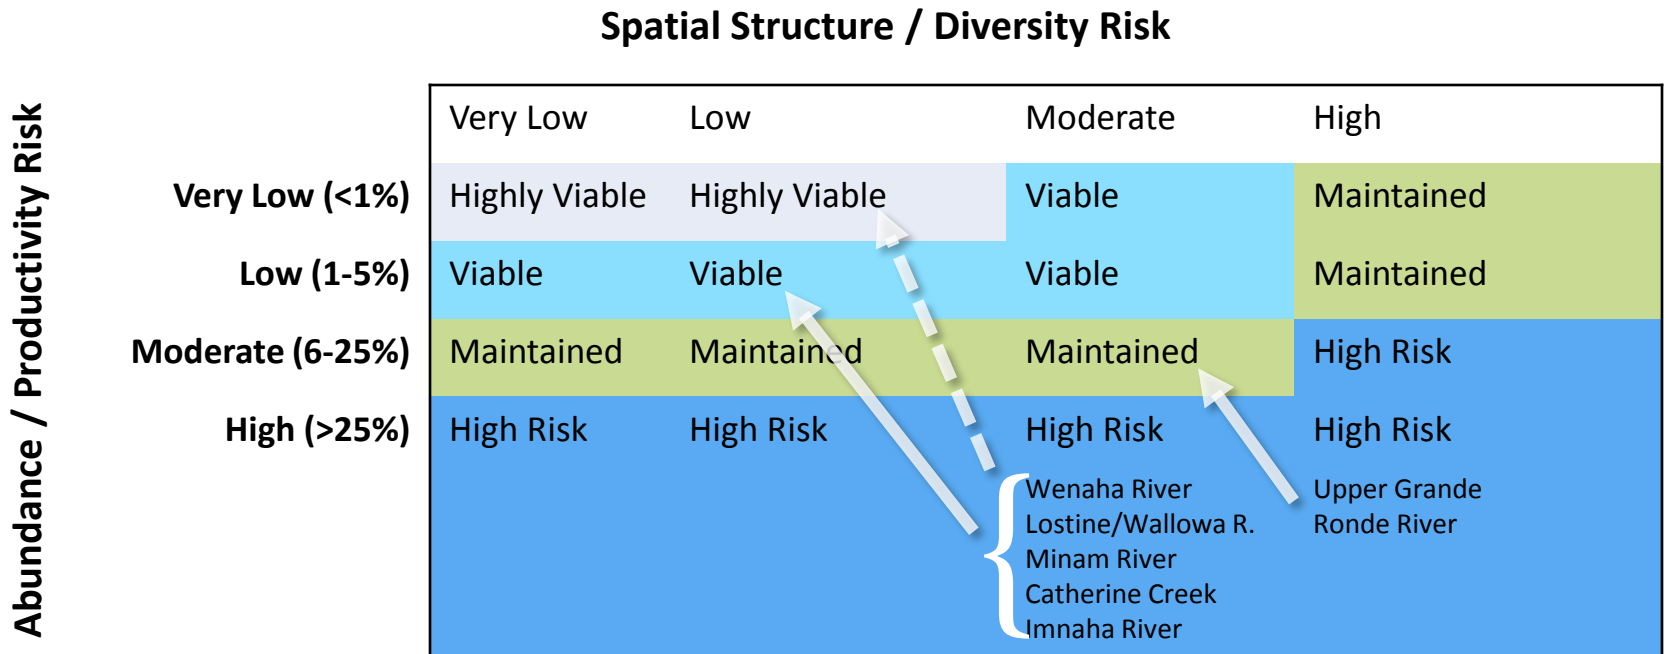 Spatial Structure / Diversity Risk
Abundance / Productivity Risk
Very Low Low Moderate High
Very Low (<1%) Highly Viable Highly Viable Viable Maintained
Low (1-5%) Viable Viable Viable Maintained
Moderate (6-25%) Maintained Maintained Maintained High Risk
High (>25%) High Risk High Risk High Risk High Risk
Wenaha River Upper Grande
Lostine/Wallowa R. Ronde River
Minam River
Catherine Creek
Imnaha River